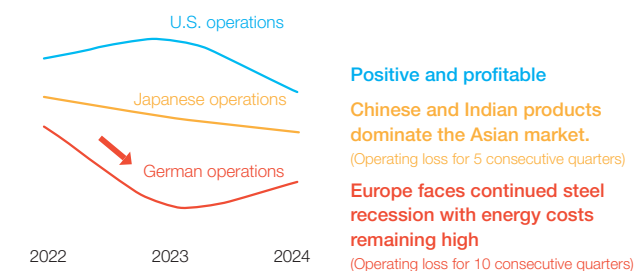 U.S. operations
Japanese operations
German operations
2022
2023
2024
Positive and profitable
Chinese and Indian products
dominate the Asian market.
(Operating loss for 5 consecutive quarters)
Europe faces continued steel
recession with energy costs
remaining high
(Operating loss for 10 consecutive quarters)